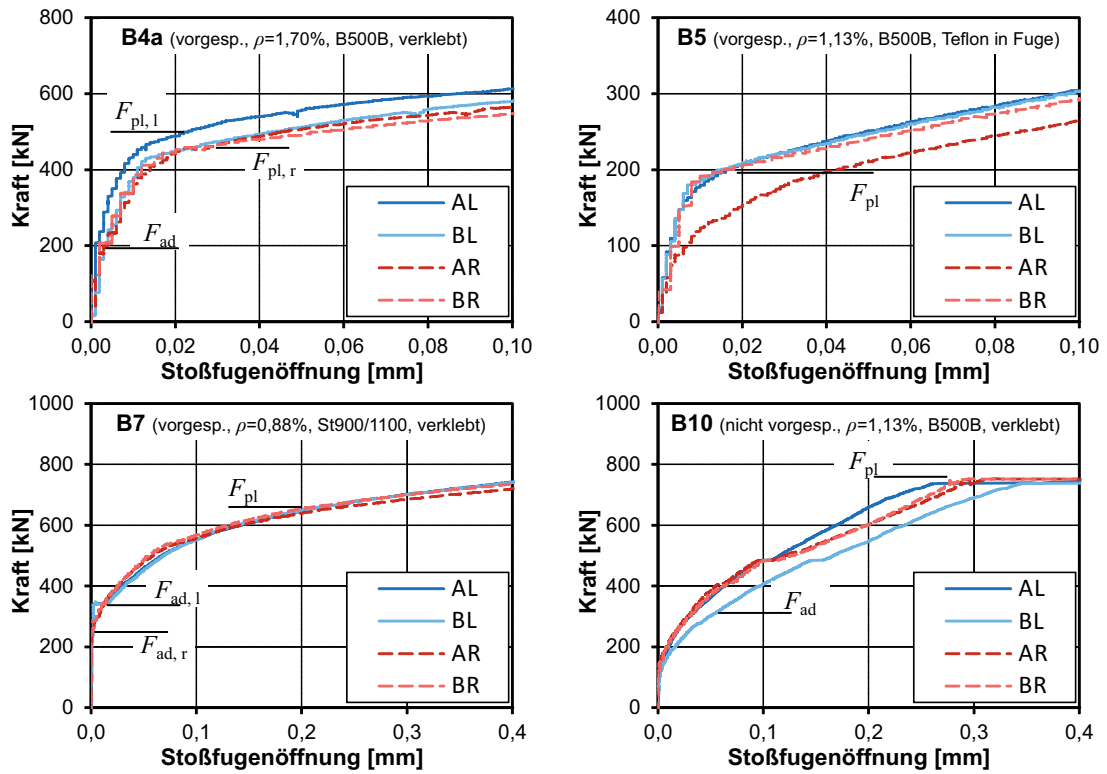 B4a (vorgesp., ρ=1,70%, B500B, verklebt)
Kraft [kN]
800
600
400
200
0
F_pl, l
F_pl, r
F_ad
AL
BL
AR
BR
0,00 0,02 0,04 0,06 0,08 0,10
Stoßfugenöffnung [mm]
B5 (vorgesp., ρ=1,13%, B500B, Teflon in Fuge)
Kraft [kN]
400
300
200
100
0
F_pl
AL
BL
AR
BR
0,00 0,02 0,04 0,06 0,08 0,10
Stoßfugenöffnung [mm]
B7 (vorgesp., ρ=0,88%, St900/1100, verklebt)
Kraft [kN]
1000
800
600
400
200
0
F_pl
F_ad, l
F_ad, r
AL
BL
AR
BR
0,0 0,1 0,2 0,3 0,4
Stoßfugenöffnung [mm]
B10 (nicht vorgesp., ρ=1,13%, B500B, verklebt)
Kraft [kN]
1000
800
600
400
200
0
F_pl
F_ad
AL
BL
AR
BR
0,0 0,1 0,2 0,3 0,4
Stoßfugenöffnung [mm]